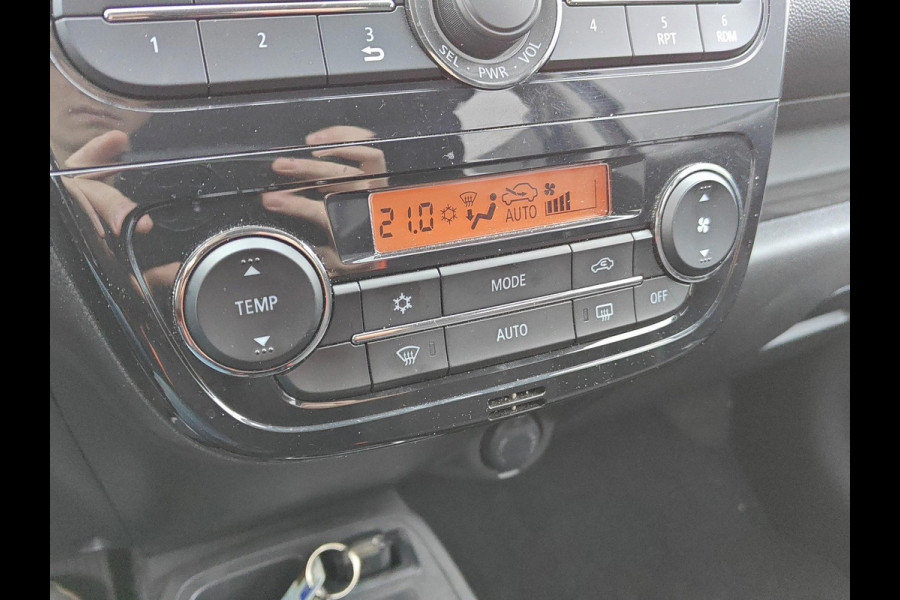 1 2 3 4 5 6
RPT RDM
SEL · PWR · VOL
21.0 AUTO
TEMP
MODE
AUTO OFF